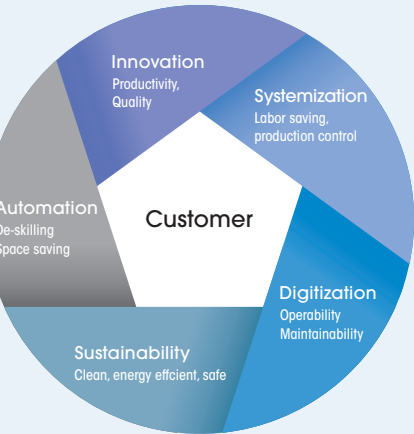 Innovation
Productivity,
Quality
Systemization
Labor saving,
production control
Automation
De-skilling
Space saving
Customer
Digitization
Operability
Maintainability
Sustainability
Clean, energy effcient, safe